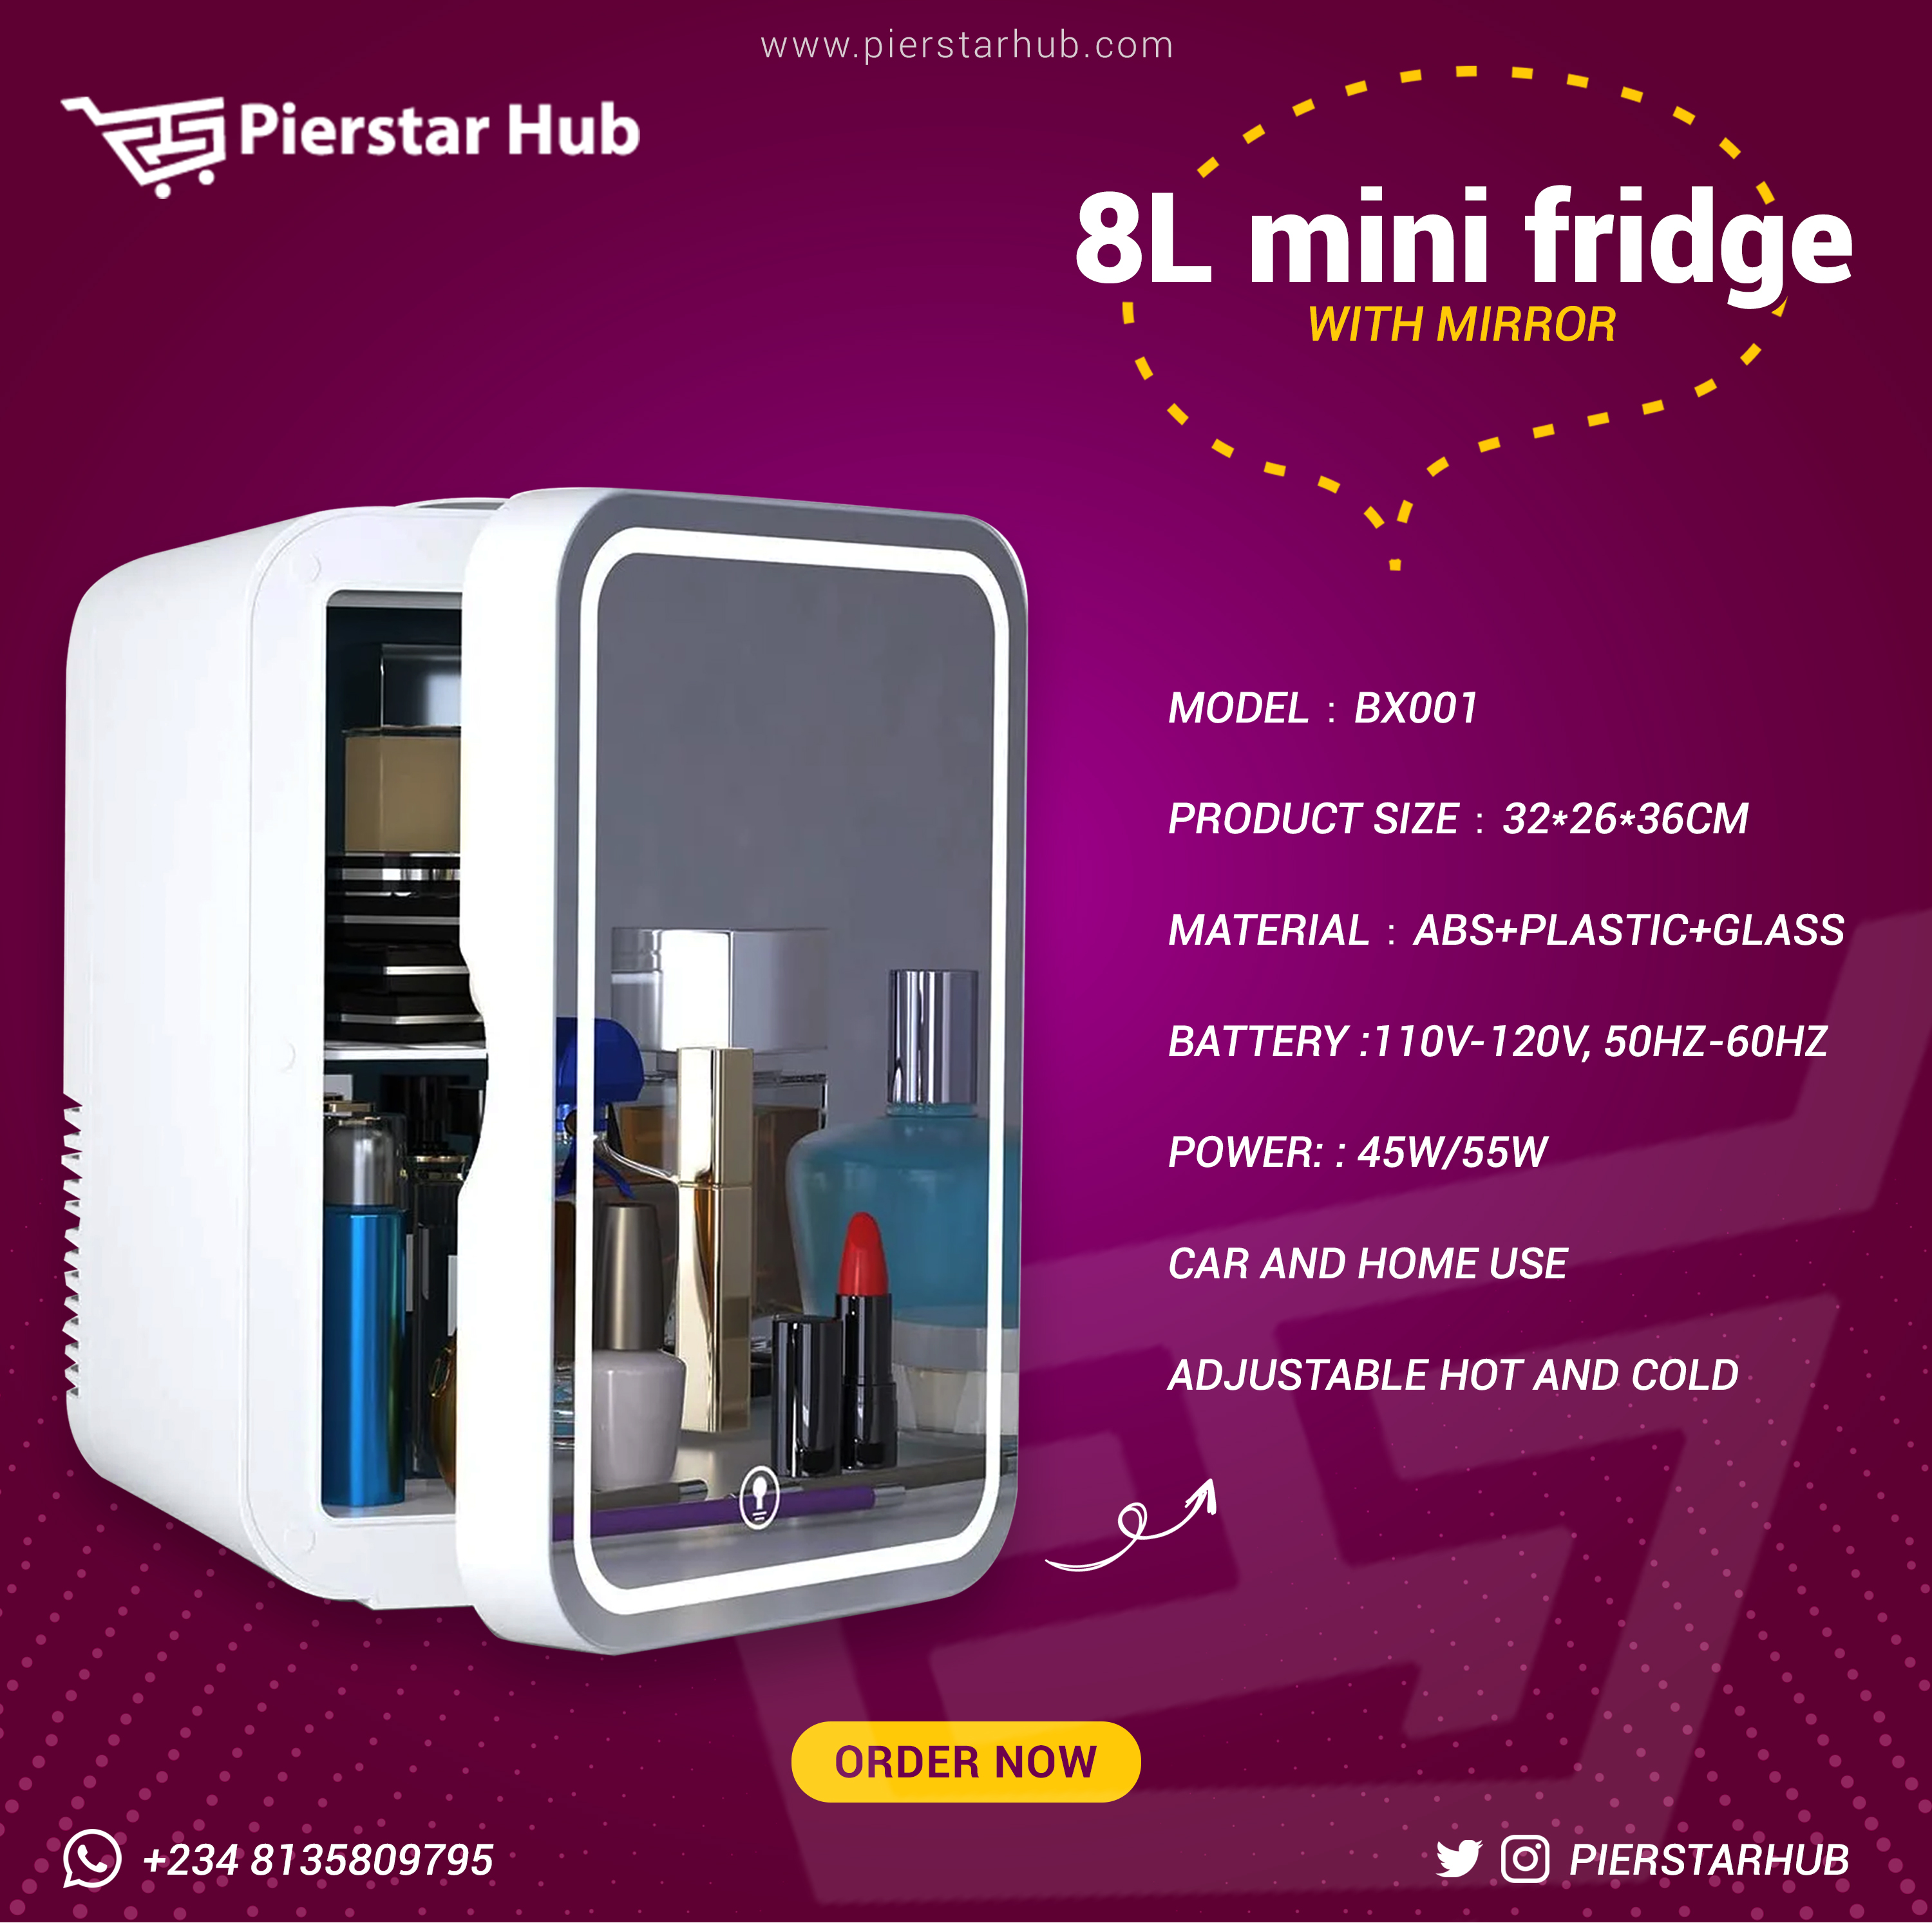 www.pierstarhub.com
Pierstar Hub
8L mini fridge
WITH MIRROR
MODEL : BX001
PRODUCT SIZE : 32*26*36CM
MATERIAL : ABS+PLASTIC+GLASS
BATTERY :110V-120V, 50HZ-60HZ
POWER: : 45W/55W
CAR AND HOME USE
ADJUSTABLE HOT AND COLD
ORDER NOW
+234 8135809795
PIERSTARHUB